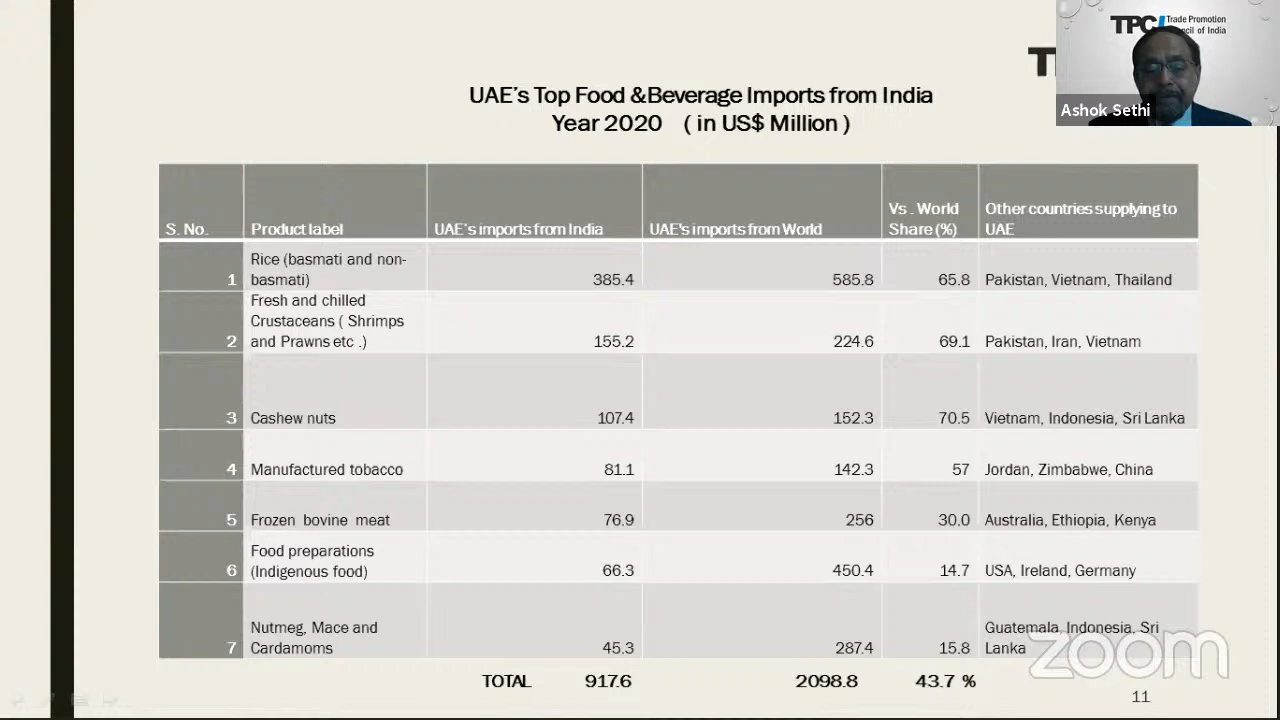 TPCI Trade Promotion
Council of India
Ashok Sethi
UAE's Top Food &Beverage Imports from India
Year 2020 ( in US$ Million )
S. No. Product label UAE's imports from India UAE's imports from World Vs . World Share (%) Other countries supplying to UAE
1 Rice (basmati and non-basmati) 385.4 585.8 65.8 Pakistan, Vietnam, Thailand
2 Fresh and chilled Crustaceans ( Shrimps and Prawns etc .) 155.2 224.6 69.1 Pakistan, Iran, Vietnam
3 Cashew nuts 107.4 152.3 70.5 Vietnam, Indonesia, Sri Lanka
4 Manufactured tobacco 81.1 142.3 57 Jordan, Zimbabwe, China
5 Frozen bovine meat 76.9 256 30.0 Australia, Ethiopia, Kenya
6 Food preparations (Indigenous food) 66.3 450.4 14.7 USA, Ireland, Germany
7 Nutmeg, Mace and Cardamoms 45.3 287.4 15.8 Guatemala, Indonesia, Sri Lanka
TOTAL 917.6 2098.8 43.7 %
zoom
11